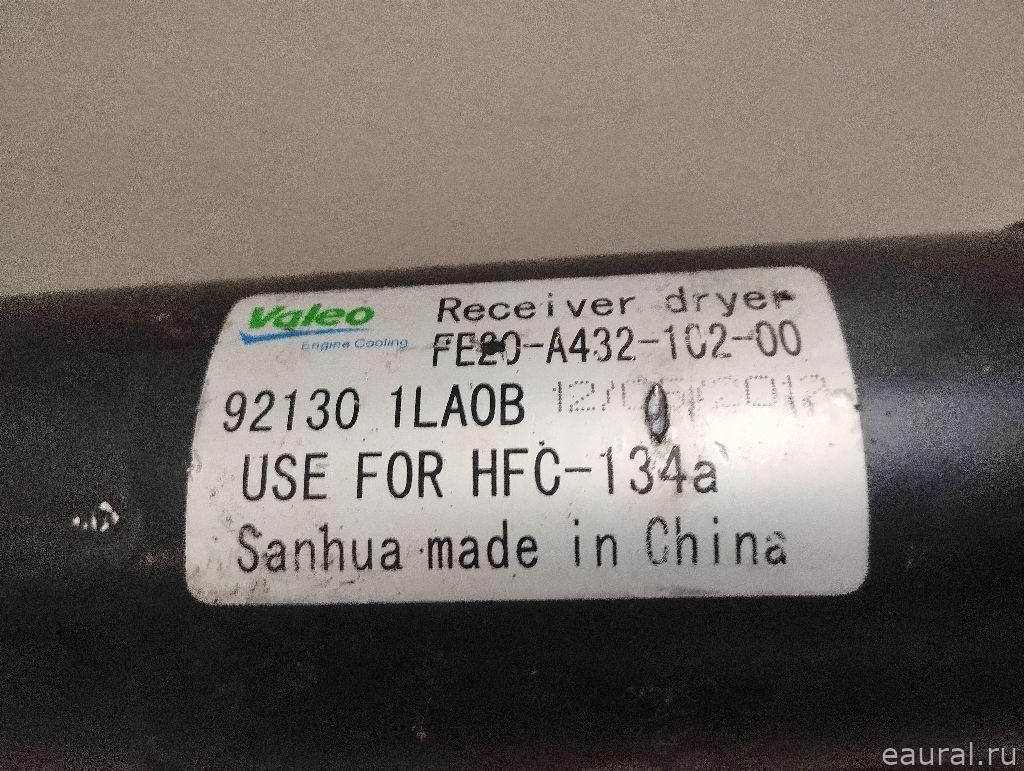 Valeo
Engine Cooling
Receiver dryer
FE20-A432-1C2-00
92130 1LA0B
USE FOR HFC-134a
Sanhua made in China
eaural.ru